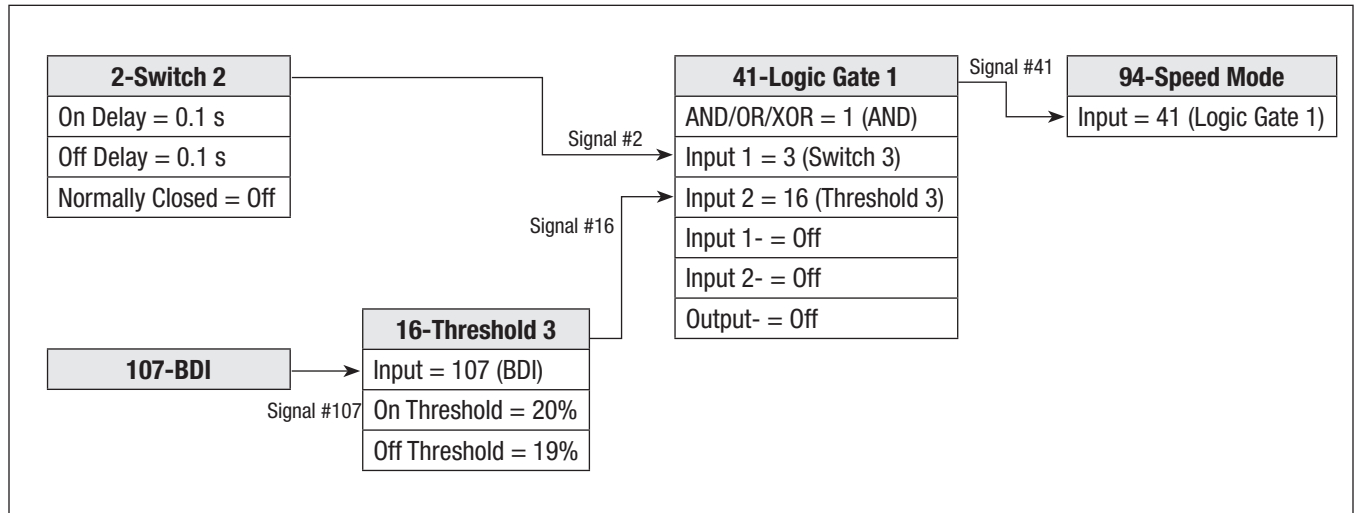 2-Switch 2
On Delay = 0.1 s
Off Delay = 0.1 s
Normally Closed = Off
Signal #2
41-Logic Gate 1
AND/OR/XOR = 1 (AND)
Input 1 = 3 (Switch 3)
Input 2 = 16 (Threshold 3)
Input 1- = Off
Input 2- = Off
Output- = Off
Signal #41
94-Speed Mode
Input = 41 (Logic Gate 1)
Signal #16
107-BDI
Signal #107
16-Threshold 3
Input = 107 (BDI)
On Threshold = 20%
Off Threshold = 19%